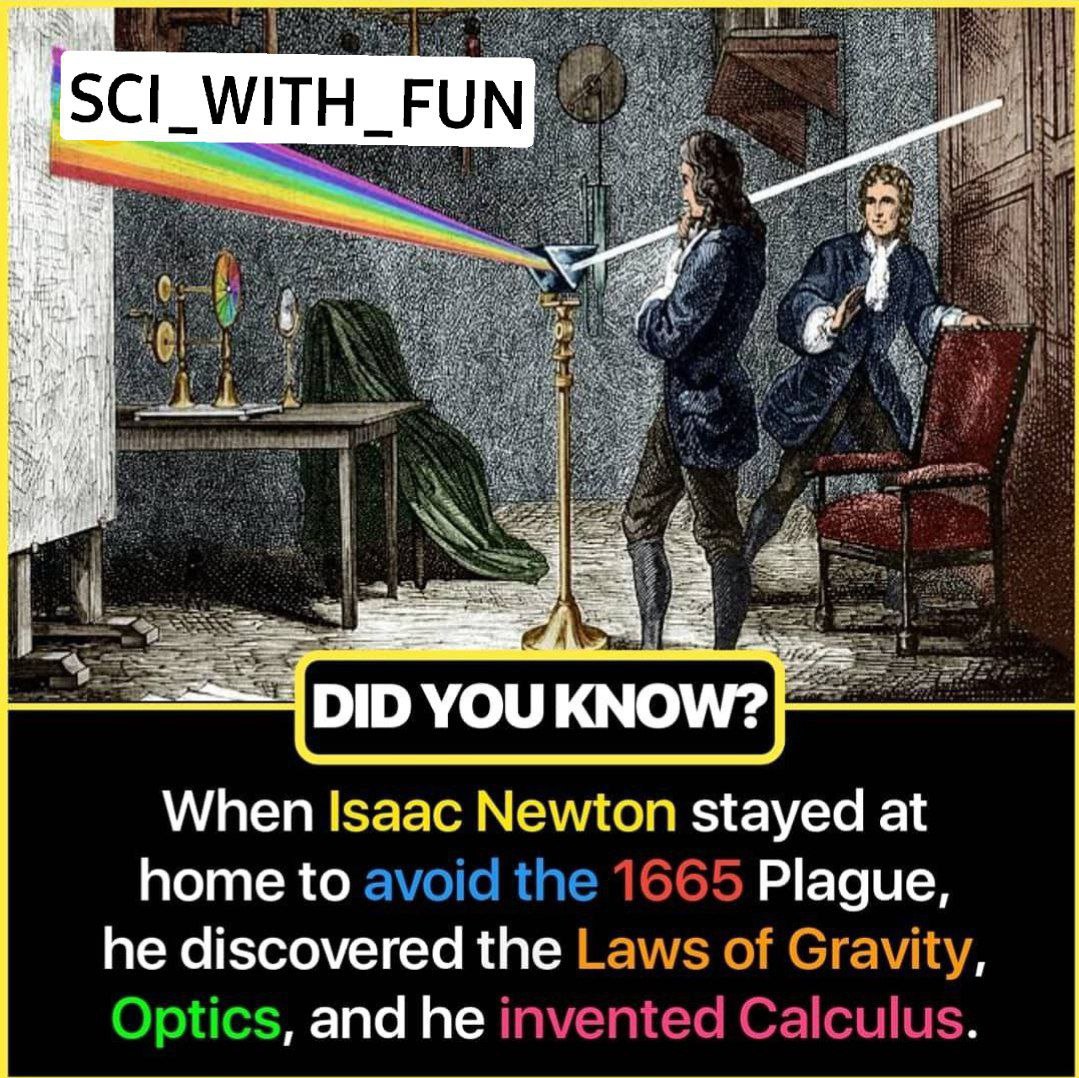 SCI_WITH_FUN
DID YOU KNOW?
When Isaac Newton stayed at
home to avoid the 1665 Plague,
he discovered the Laws of Gravity,
Optics, and he invented Calculus.